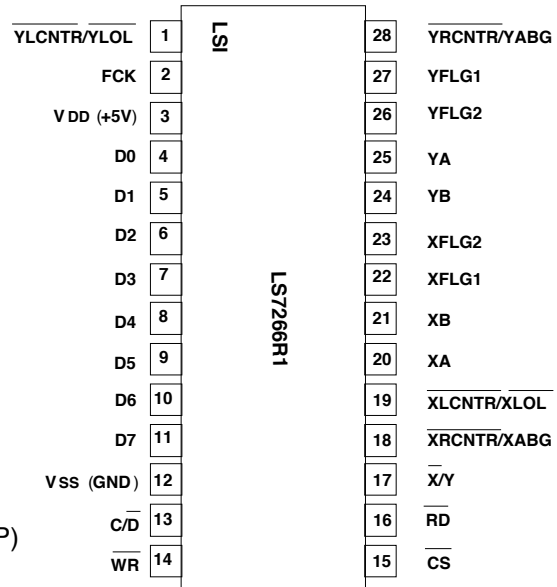 YLCNTR/YLOL 1 LSI 28 YRCNTR/YABG
FCK 2 27 YFLG1
VDD (+5V) 3 26 YFLG2
D0 4 25 YA
D1 5 24 YB
D2 6 23 XFLG2
D3 7 22 XFLG1
LS7266R1
D4 8 21 XB
D5 9 20 XA
D6 10 19 XLCNTR/XLOL
D7 11 18 XRCNTR/XABG
VSS (GND) 12 17 X/Y
P)
C/D 13 16 RD
WR 14 15 CS